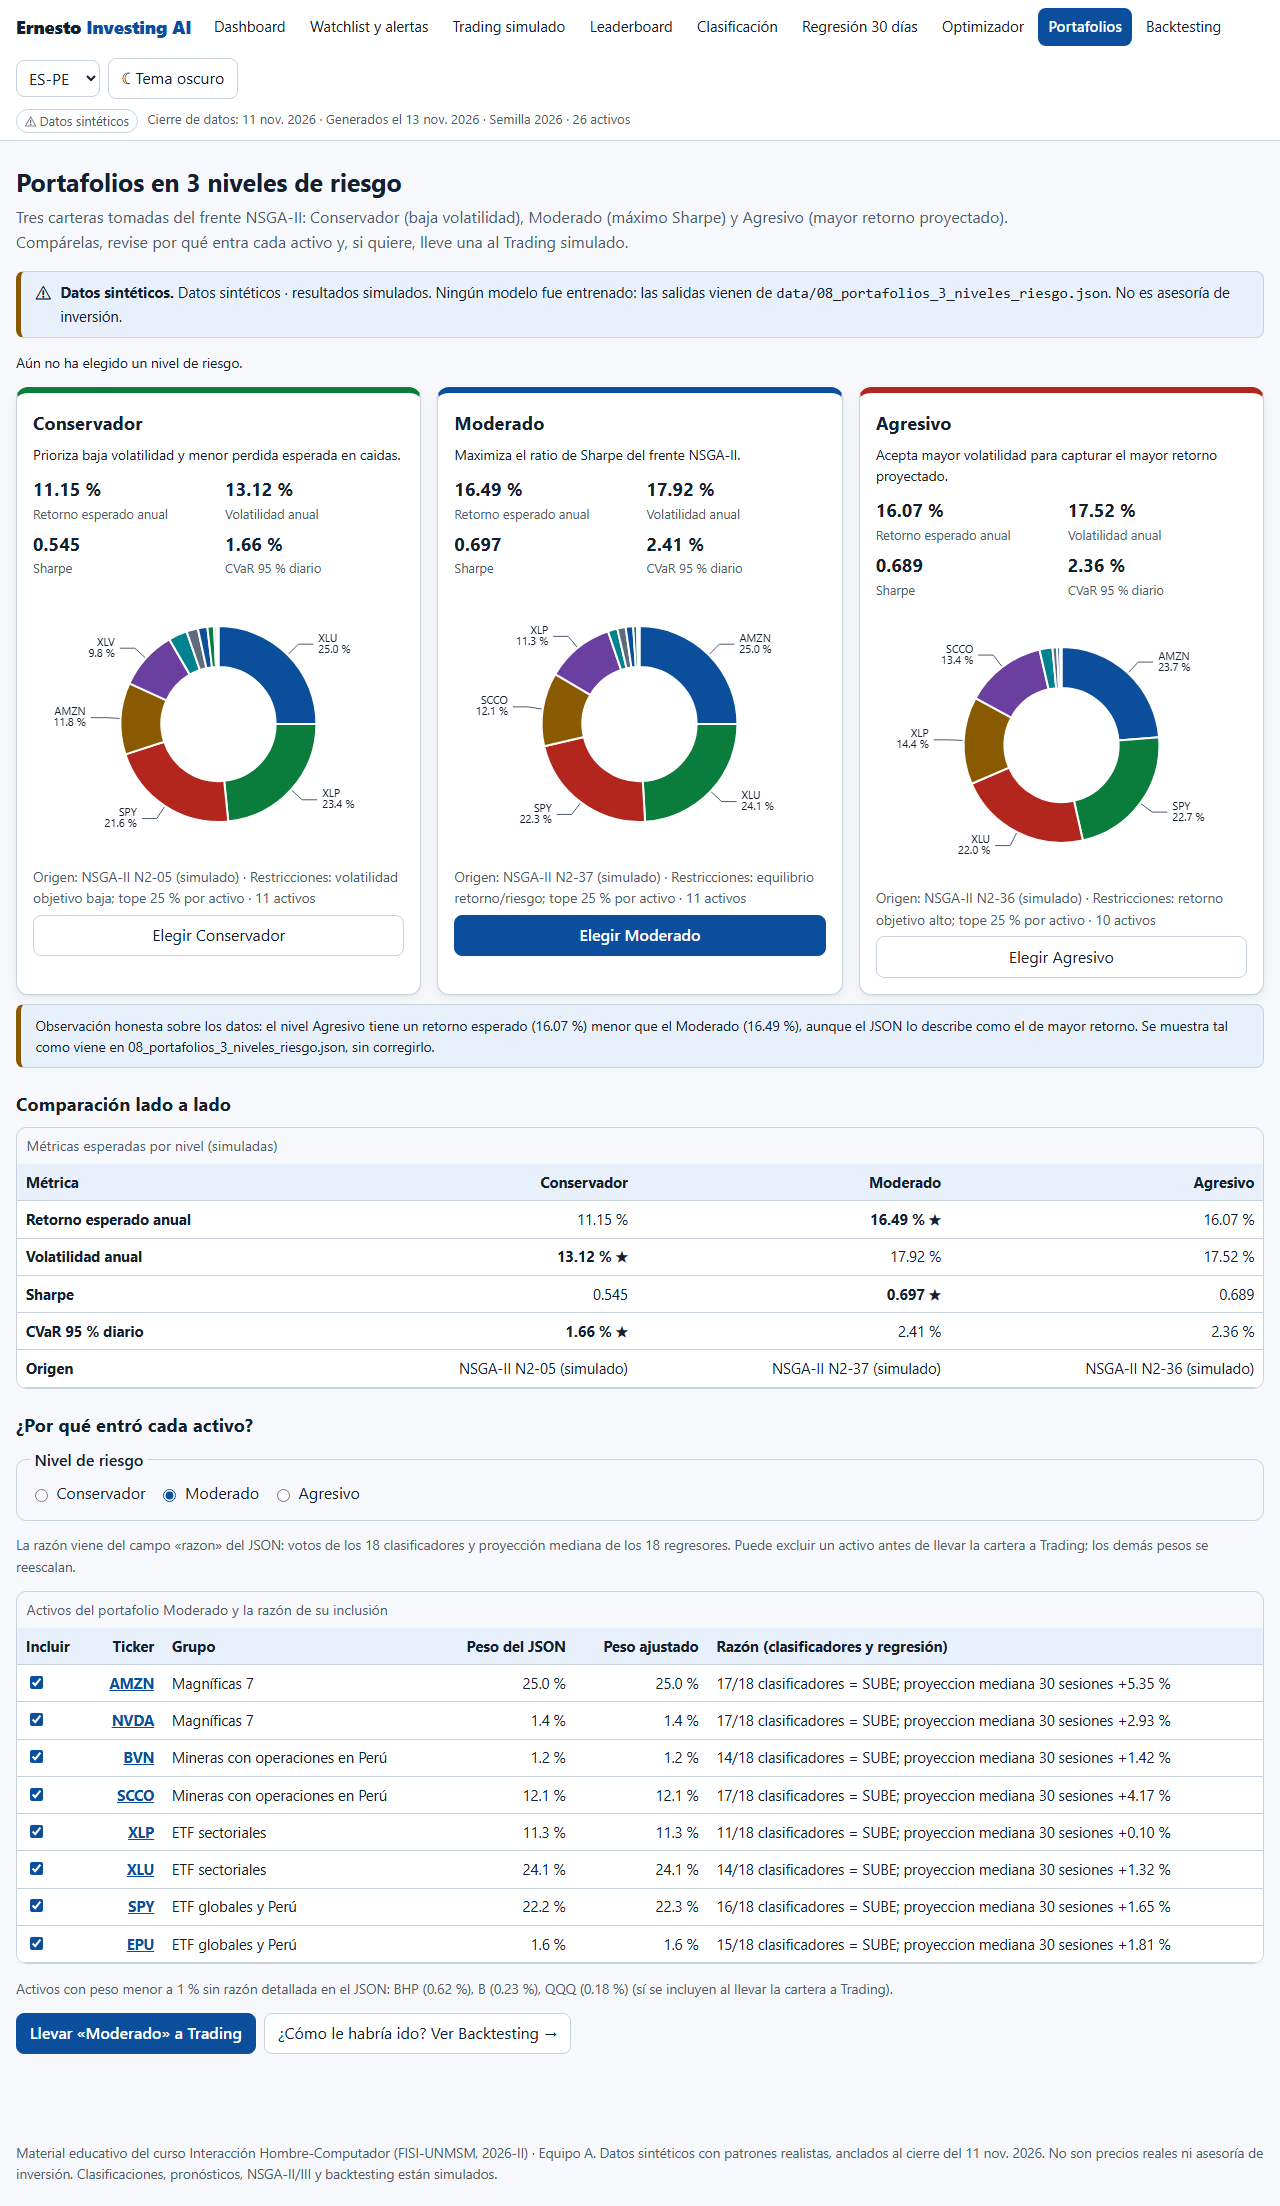 Ernesto Investing AI Dashboard Watchlist y alertas Trading simulado Leaderboard Clasificación Regresión 30 días Optimizador Portafolios Backtesting
ES-PE ☾ Tema oscuro
⚠ Datos sintéticos Cierre de datos: 11 nov. 2026 · Generados el 13 nov. 2026 · Semilla 2026 · 26 activos
Portafolios en 3 niveles de riesgo
Tres carteras tomadas del frente NSGA-II: Conservador (baja volatilidad), Moderado (máximo Sharpe) y Agresivo (mayor retorno proyectado).
Compárelas, revise por qué entra cada activo y, si quiere, lleve una al Trading simulado.
⚠ Datos sintéticos. Datos sintéticos · resultados simulados. Ningún modelo fue entrenado: las salidas vienen de data/08_portafolios_3_niveles_riesgo.json. No es asesoría de
inversión.
Aún no ha elegido un nivel de riesgo.
Conservador
Prioriza baja volatilidad y menor perdida esperada en caidas.
11.15 % 13.12 %
Retorno esperado anual Volatilidad anual
0.545 1.66 %
Sharpe CVaR 95 % diario
XLU
25.0 %
XLP
23.4 %
SPY
21.6 %
AMZN
11.8 %
XLV
9.8 %
Origen: NSGA-II N2-05 (simulado) · Restricciones: volatilidad
objetivo baja; tope 25 % por activo · 11 activos
Elegir Conservador
Moderado
Maximiza el ratio de Sharpe del frente NSGA-II.
16.49 % 17.92 %
Retorno esperado anual Volatilidad anual
0.697 2.41 %
Sharpe CVaR 95 % diario
AMZN
25.0 %
XLU
24.1 %
SPY
22.3 %
SCCO
12.1 %
XLP
11.3 %
Origen: NSGA-II N2-37 (simulado) · Restricciones: equilibrio
retorno/riesgo; tope 25 % por activo · 11 activos
Elegir Moderado
Agresivo
Acepta mayor volatilidad para capturar el mayor retorno
proyectado.
16.07 % 17.52 %
Retorno esperado anual Volatilidad anual
0.689 2.36 %
Sharpe CVaR 95 % diario
AMZN
23.7 %
SPY
22.7 %
XLU
22.0 %
XLP
14.4 %
SCCO
13.4 %
Origen: NSGA-II N2-36 (simulado) · Restricciones: retorno
objetivo alto; tope 25 % por activo · 10 activos
Elegir Agresivo
Observación honesta sobre los datos: el nivel Agresivo tiene un retorno esperado (16.07 %) menor que el Moderado (16.49 %), aunque el JSON lo describe como el de mayor retorno. Se muestra tal
como viene en 08_portafolios_3_niveles_riesgo.json, sin corregirlo.
Comparación lado a lado
Métricas esperadas por nivel (simuladas)
Métrica Conservador Moderado Agresivo
Retorno esperado anual 11.15 % 16.49 % ★ 16.07 %
Volatilidad anual 13.12 % ★ 17.92 % 17.52 %
Sharpe 0.545 0.697 ★ 0.689
CVaR 95 % diario 1.66 % ★ 2.41 % 2.36 %
Origen NSGA-II N2-05 (simulado) NSGA-II N2-37 (simulado) NSGA-II N2-36 (simulado)
¿Por qué entró cada activo?
Nivel de riesgo
Conservador Moderado Agresivo
La razón viene del campo «razon» del JSON: votos de los 18 clasificadores y proyección mediana de los 18 regresores. Puede excluir un activo antes de llevar la cartera a Trading; los demás pesos se
reescalan.
Activos del portafolio Moderado y la razón de su inclusión
Incluir Ticker Grupo Peso del JSON Peso ajustado Razón (clasificadores y regresión)
AMZN Magníficas 7 25.0 % 25.0 % 17/18 clasificadores = SUBE; proyeccion mediana 30 sesiones +5.35 %
NVDA Magníficas 7 1.4 % 1.4 % 17/18 clasificadores = SUBE; proyeccion mediana 30 sesiones +2.93 %
BVN Mineras con operaciones en Perú 1.2 % 1.2 % 14/18 clasificadores = SUBE; proyeccion mediana 30 sesiones +1.42 %
SCCO Mineras con operaciones en Perú 12.1 % 12.1 % 17/18 clasificadores = SUBE; proyeccion mediana 30 sesiones +4.17 %
XLP ETF sectoriales 11.3 % 11.3 % 11/18 clasificadores = SUBE; proyeccion mediana 30 sesiones +0.10 %
XLU ETF sectoriales 24.1 % 24.1 % 14/18 clasificadores = SUBE; proyeccion mediana 30 sesiones +1.32 %
SPY ETF globales y Perú 22.2 % 22.3 % 16/18 clasificadores = SUBE; proyeccion mediana 30 sesiones +1.65 %
EPU ETF globales y Perú 1.6 % 1.6 % 15/18 clasificadores = SUBE; proyeccion mediana 30 sesiones +1.81 %
Activos con peso menor a 1 % sin razón detallada en el JSON: BHP (0.62 %), B (0.23 %), QQQ (0.18 %) (sí se incluyen al llevar la cartera a Trading).
Llevar «Moderado» a Trading ¿Cómo le habría ido? Ver Backtesting →
Material educativo del curso Interacción Hombre-Computador (FISI-UNMSM, 2026-II) · Equipo A. Datos sintéticos con patrones realistas, anclados al cierre del 11 nov. 2026. No son precios reales ni asesoría de
inversión. Clasificaciones, pronósticos, NSGA-II/III y backtesting están simulados.